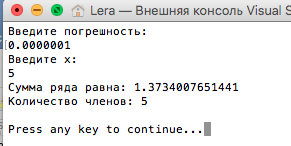 Lera — Внешняя консоль Visual S
Введите погрешность:
0.0000001
Введите x:
5
Сумма ряда равна: 1.3734007651441
Количество членов: 5
Press any key to continue...